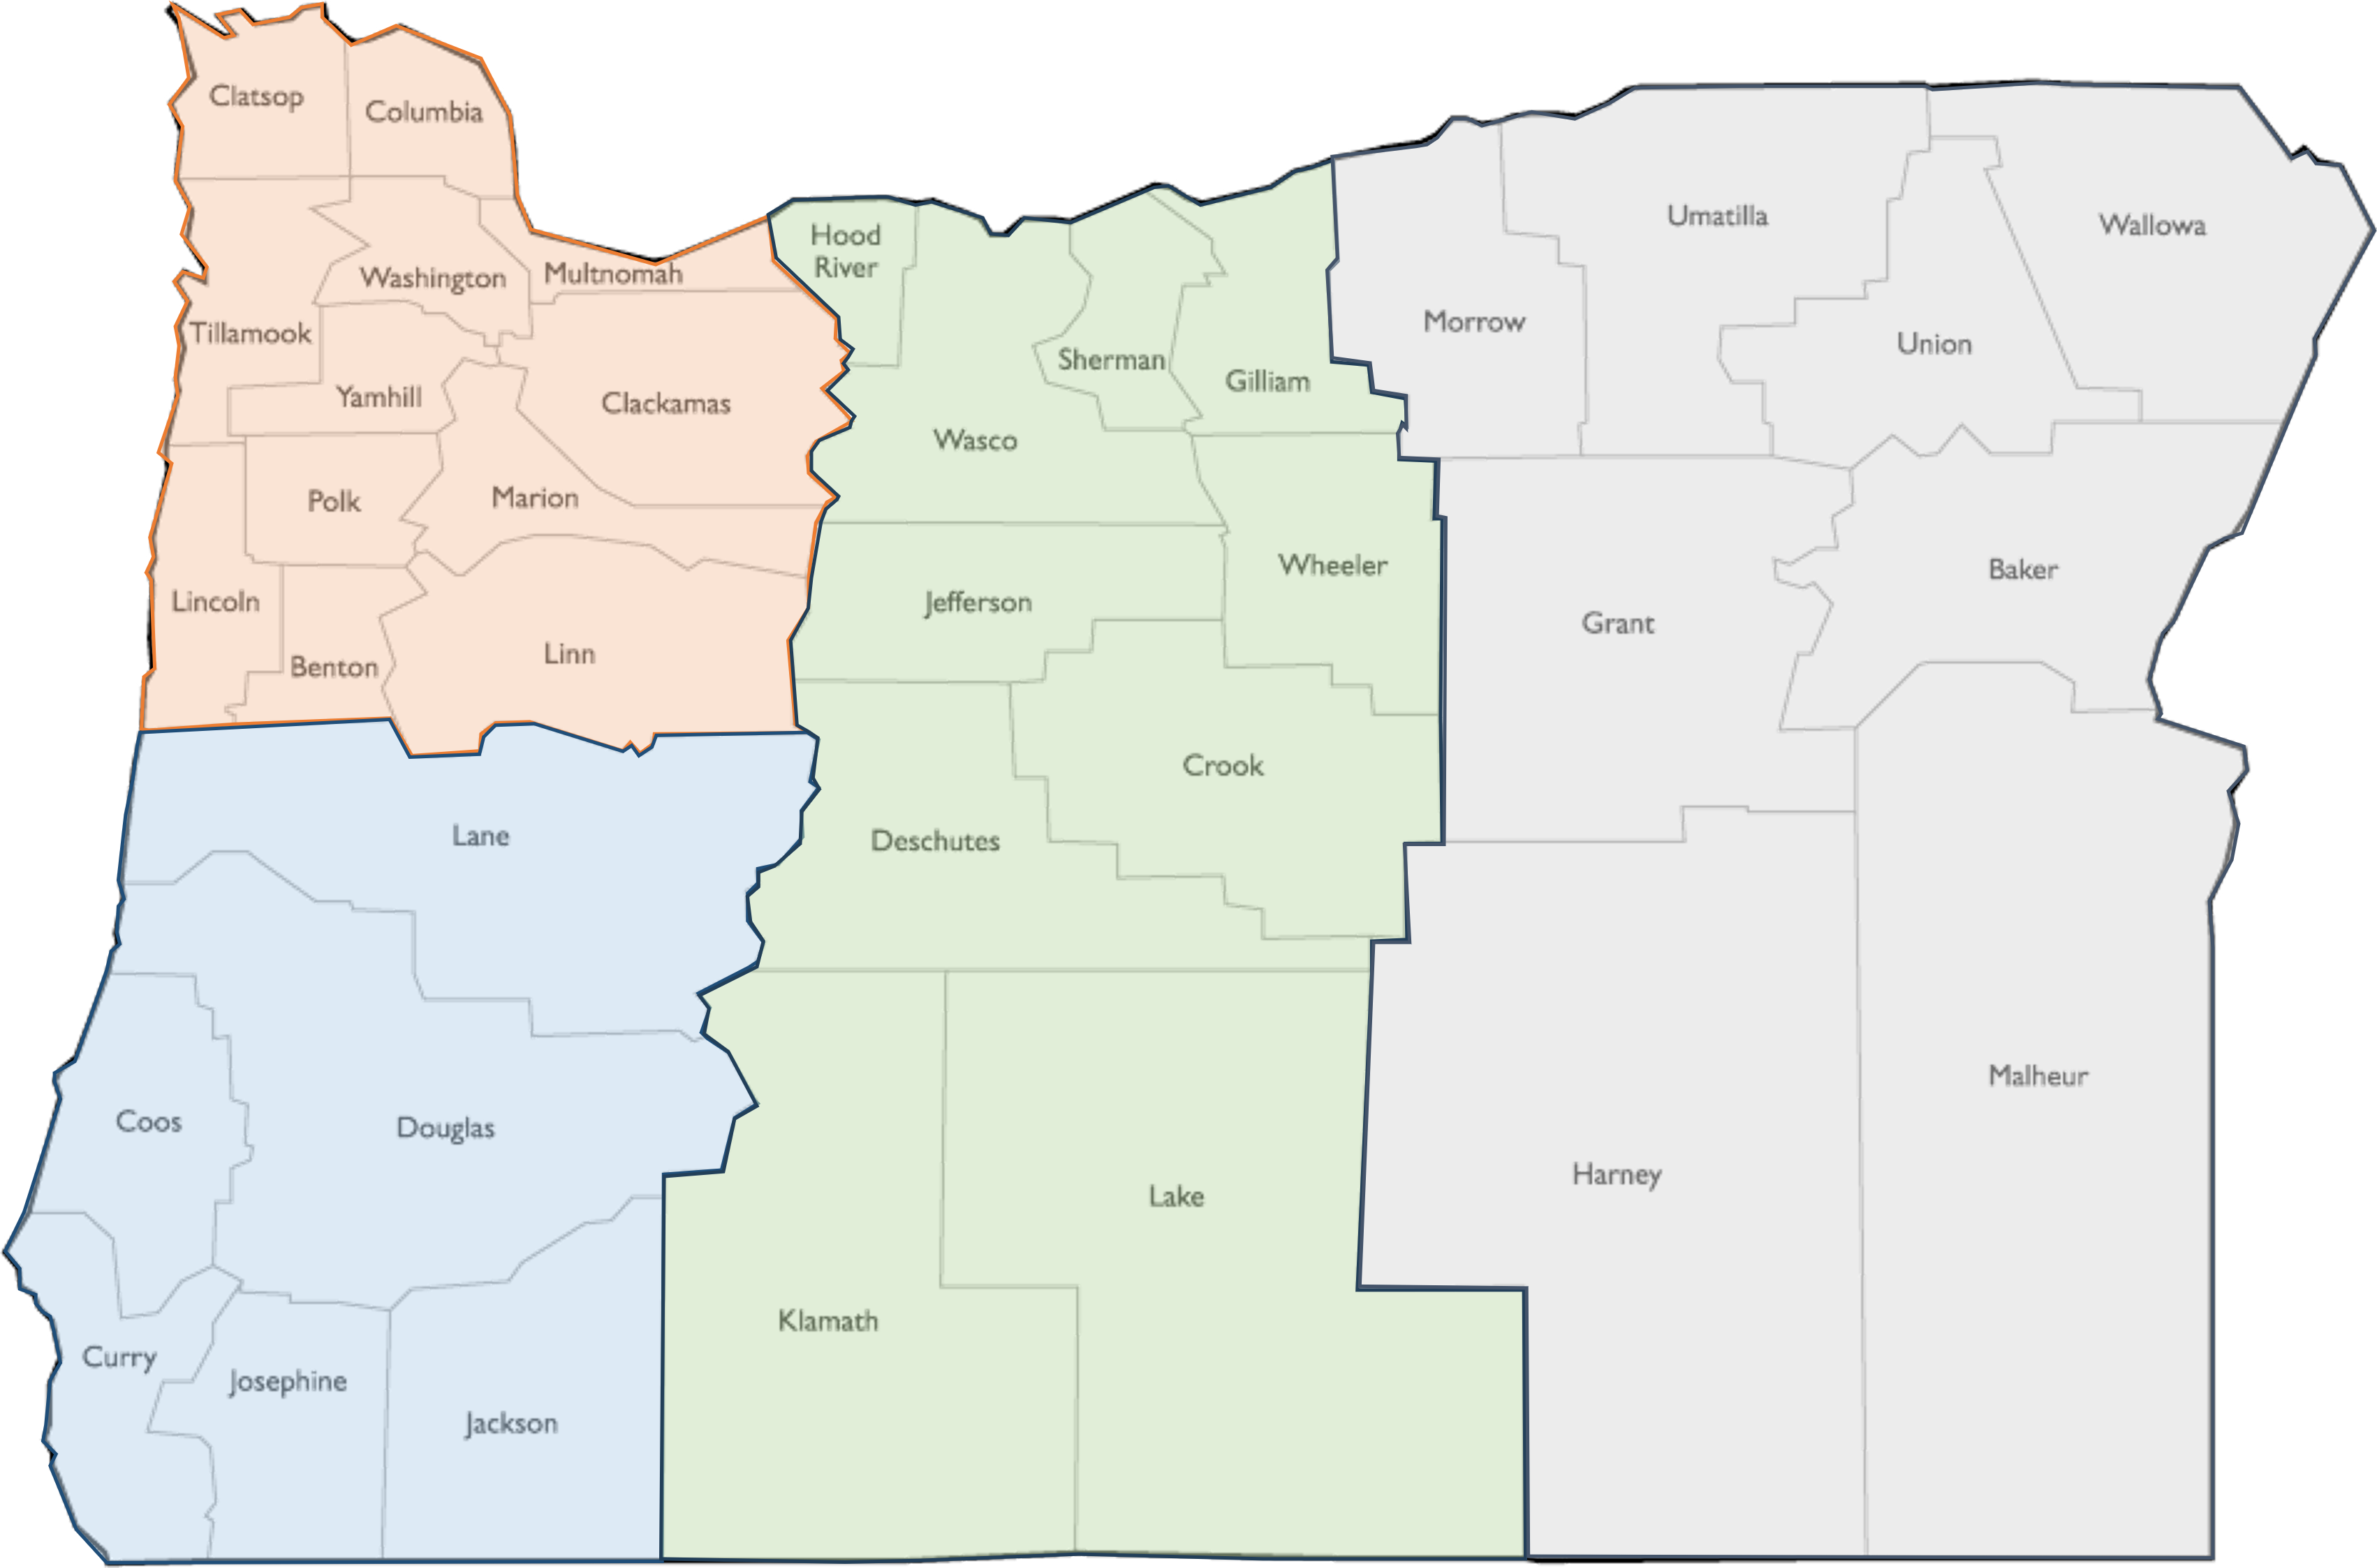 Clatsop
Columbia
Hood
River
Umatilla
Wallowa
Washington
Multnomah
Tillamook
Morrow
Union
Sherman
Gilliam
Yamhill
Clackamas
Wasco
Polk
Marion
Wheeler
Baker
Lincoln
Jefferson
Grant
Benton
Linn
Crook
Lane
Deschutes
Malheur
Coos
Douglas
Harney
Lake
Klamath
Curry
Josephine
Jackson